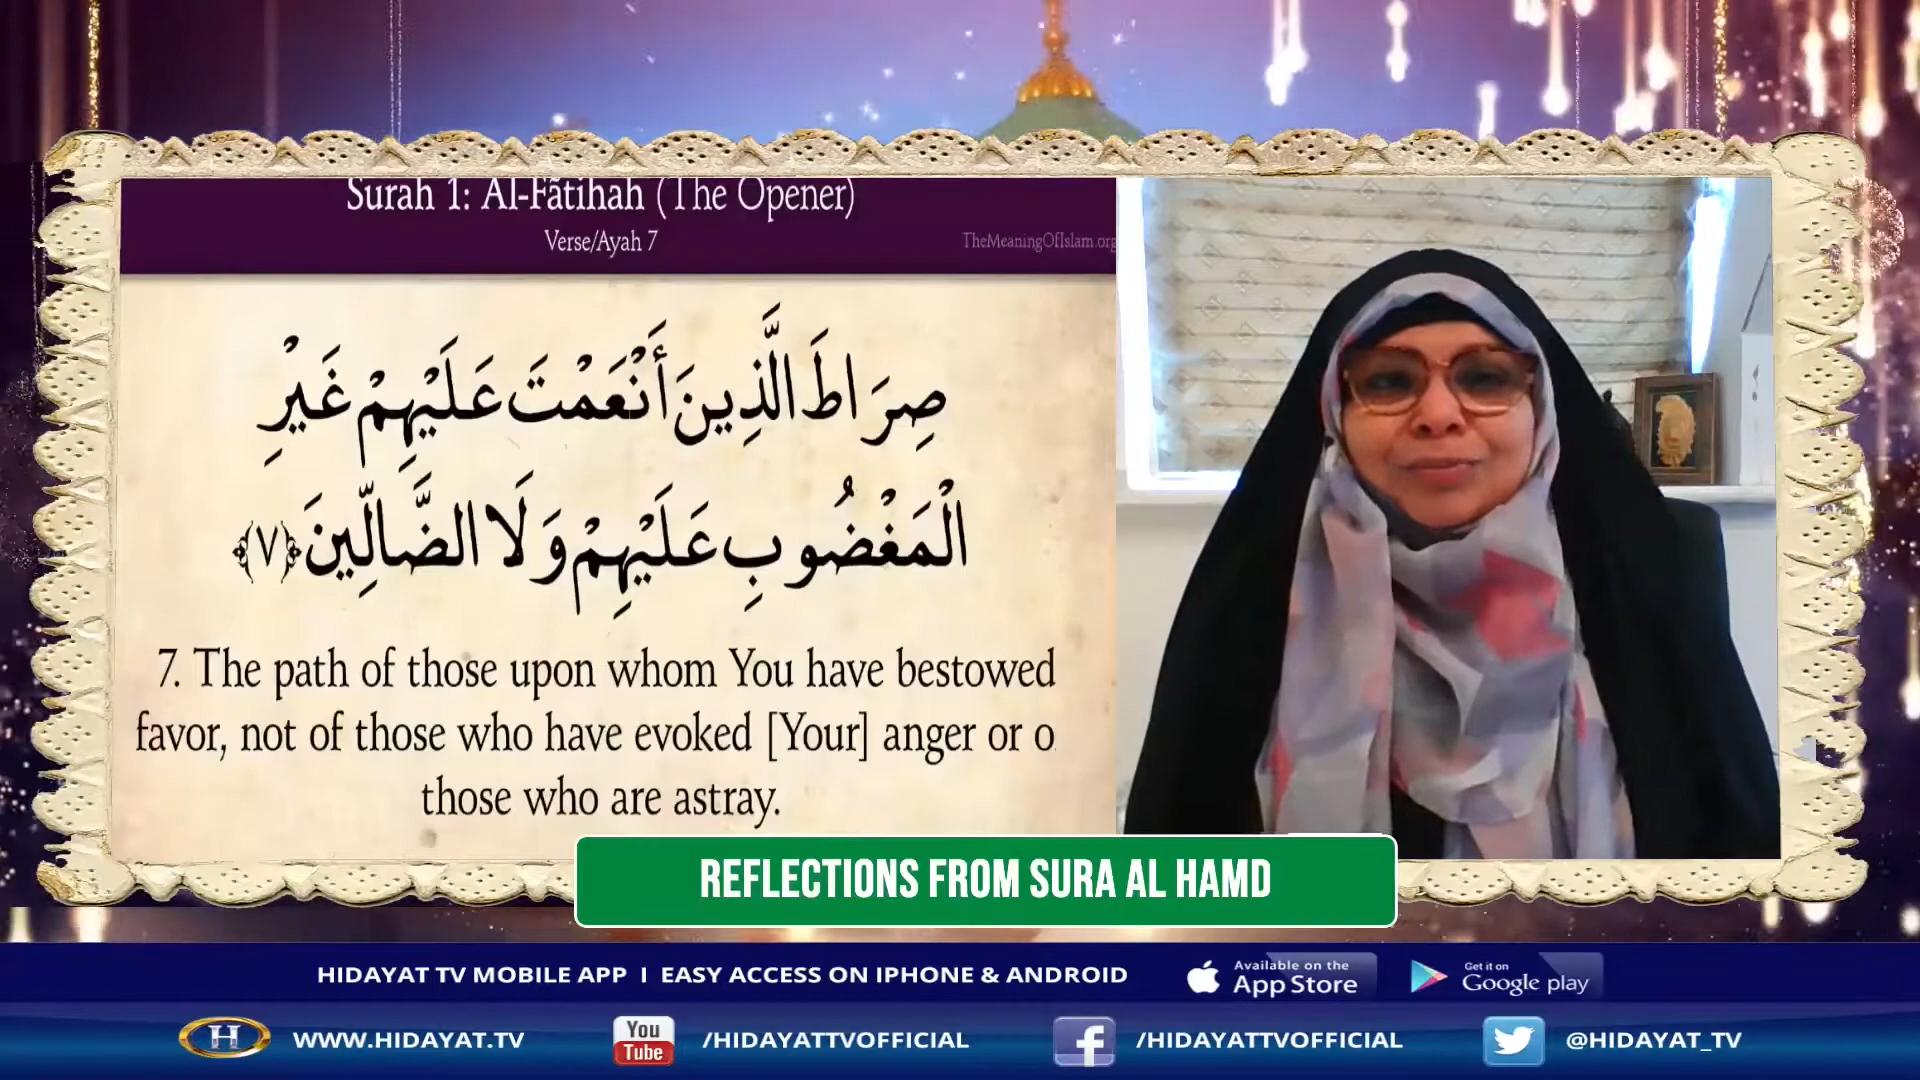 Surah 1: Al-Fātihah (The Opener)
Verse/Ayah 7
TheMeaningOfIslam.org
صِرَاطَ الَّذِينَ أَنْعَمْتَ عَلَيْهِمْ غَيْرِ
الْمَغْضُوبِ عَلَيْهِمْ وَلَا الضَّالِّينَ ﴿٧﴾
7. The path of those upon whom You have bestowed
favor, not of those who have evoked [Your] anger or o
those who are astray.
REFLECTIONS FROM SURA AL HAMD
HIDAYAT TV MOBILE APP I EASY ACCESS ON IPHONE & ANDROID
Available on the
App Store
Get it on
Google play
H
WWW.HIDAYAT.TV
You
Tube
/HIDAYATTVOFFICIAL
f
/HIDAYATTVOFFICIAL
@HIDAYAT_TV